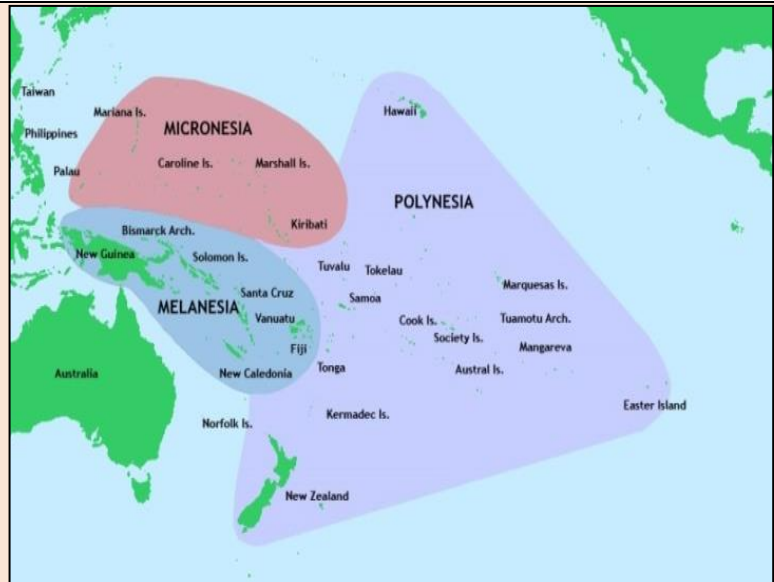 Taiwan
Mariana Is.
Hawaii
Philippines
MICRONESIA
Palau
Caroline Is.
Marshall Is.
POLYNESIA
Kiribati
Bismarck Arch.
New Guinea
Solomon Is.
Tuvalu
Tokelau
Marquesas Is.
Santa Cruz
Samoa
MELANESIA
Vanuatu
Cook Is.
Tuamotu Arch.
Society Is.
Fiji
Mangareva
Tonga
Austral Is.
Australia
New Caledonia
Easter Island
Norfolk Is.
Kermadec Is.
New Zealand